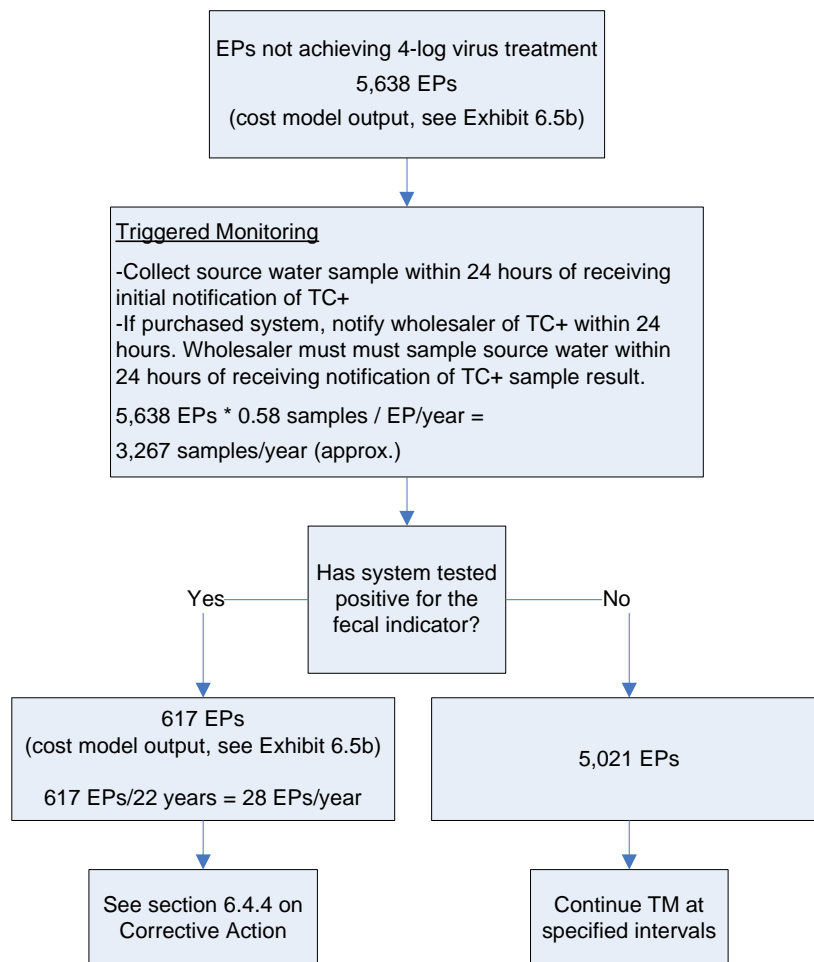 EPs not achieving 4-log virus treatment
5,638 EPs
(cost model output, see Exhibit 6.5b)
Triggered Monitoring
-Collect source water sample within 24 hours of receiving
initial notification of TC+
-If purchased system, notify wholesaler of TC+ within 24
hours. Wholesaler must must sample source water within
24 hours of receiving notification of TC+ sample result.
5,638 EPs * 0.58 samples / EP/year =
3,267 samples/year (approx.)
Has system tested
positive for the
fecal indicator?
Yes
No
617 EPs
(cost model output, see Exhibit 6.5b)
617 EPs/22 years = 28 EPs/year
5,021 EPs
See section 6.4.4 on
Corrective Action
Continue TM at
specified intervals